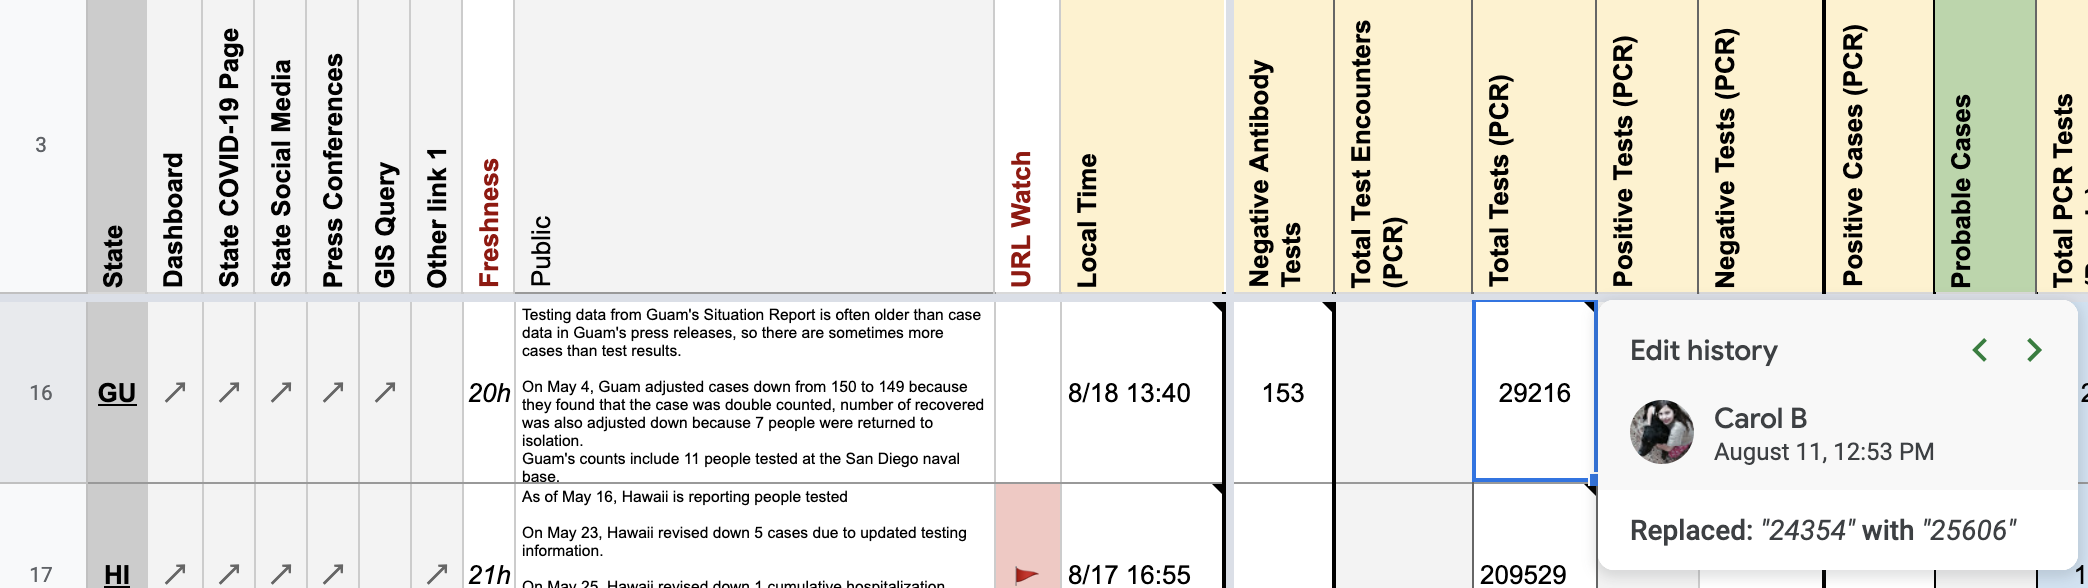 3
State
Dashboard
State COVID-19 Page
State Social Media
Press Conferences
GIS Query
Other link 1
Freshness
Public
URL Watch
Local Time
Negative Antibody
Tests
Total Test Encounters
(PCR)
Total Tests (PCR)
Positive Tests (PCR)
Negative Tests (PCR)
Positive Cases (PCR)
Probable Cases
Total PCR Tests
16
GU
20h
Testing data from Guam's Situation Report is often older than case
data in Guam's press releases, so there are sometimes more
cases than test results.
On May 4, Guam adjusted cases down from 150 to 149 because
they found that the case was double counted, number of recovered
was also adjusted down because 7 people were returned to
isolation.
Guam's counts include 11 people tested at the San Diego naval
base.
8/18 13:40
153
29216
Edit history
Carol B
August 11, 12:53 PM
Replaced: "24354" with "25606"
17
HI
21h
As of May 16, Hawaii is reporting people tested
On May 23, Hawaii revised down 5 cases due to updated testing
information.
On May 25, Hawaii revised down 1 cumulative hospitalization
8/17 16:55
209529